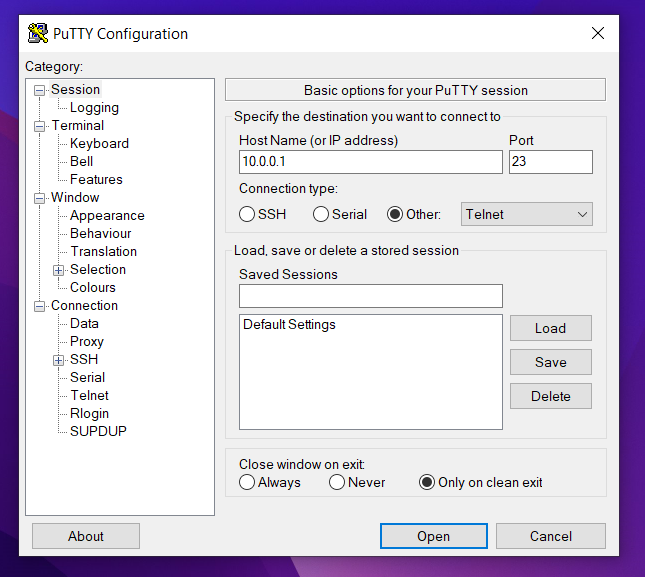 PuTTY Configuration
Category:
Session
Logging
Terminal
Keyboard
Bell
Features
Window
Appearance
Behaviour
Translation
Selection
Colours
Connection
Data
Proxy
SSH
Serial
Telnet
Rlogin
SUPDUP
Basic options for your PuTTY session
Specify the destination you want to connect to
Host Name (or IP address) Port
10.0.0.1 23
Connection type:
SSH Serial Other: Telnet
Load, save or delete a stored session
Saved Sessions
Default Settings
Load
Save
Delete
Close window on exit:
Always Never Only on clean exit
About Open Cancel